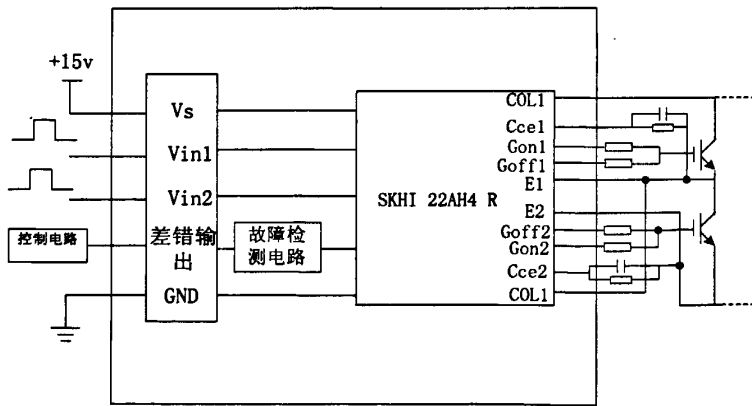 +15v
Vs
Vin1
Vin2
控制电路
差错输
出
GND
故障检
测电路
SKHI 22AH4 R
COL1
Cce1
Gon1
Goff1
E1
E2
Goff2
Gon2
Cce2
COL1